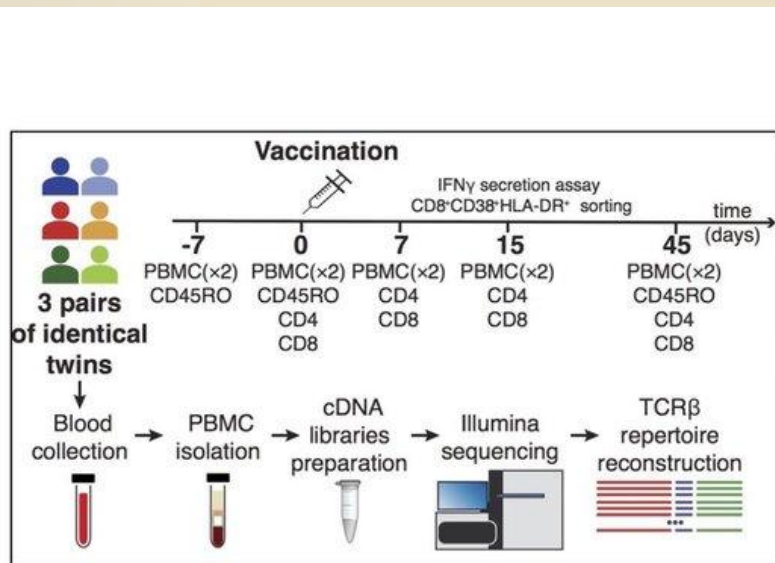 Vaccination
IFNγ secretion assay
CD8⁺CD38⁺HLA-DR⁺ sorting
time
(days)
-7
0
7
15
45
PBMC(×2)
CD45RO
PBMC(×2)
CD45RO
CD4
CD8
PBMC(×2)
CD4
CD8
PBMC(×2)
CD4
CD8
PBMC(×2)
CD45RO
CD4
CD8
3 pairs
of identical
twins
Blood
collection
PBMC
isolation
cDNA
libraries
preparation
Illumina
sequencing
TCRβ
repertoire
reconstruction